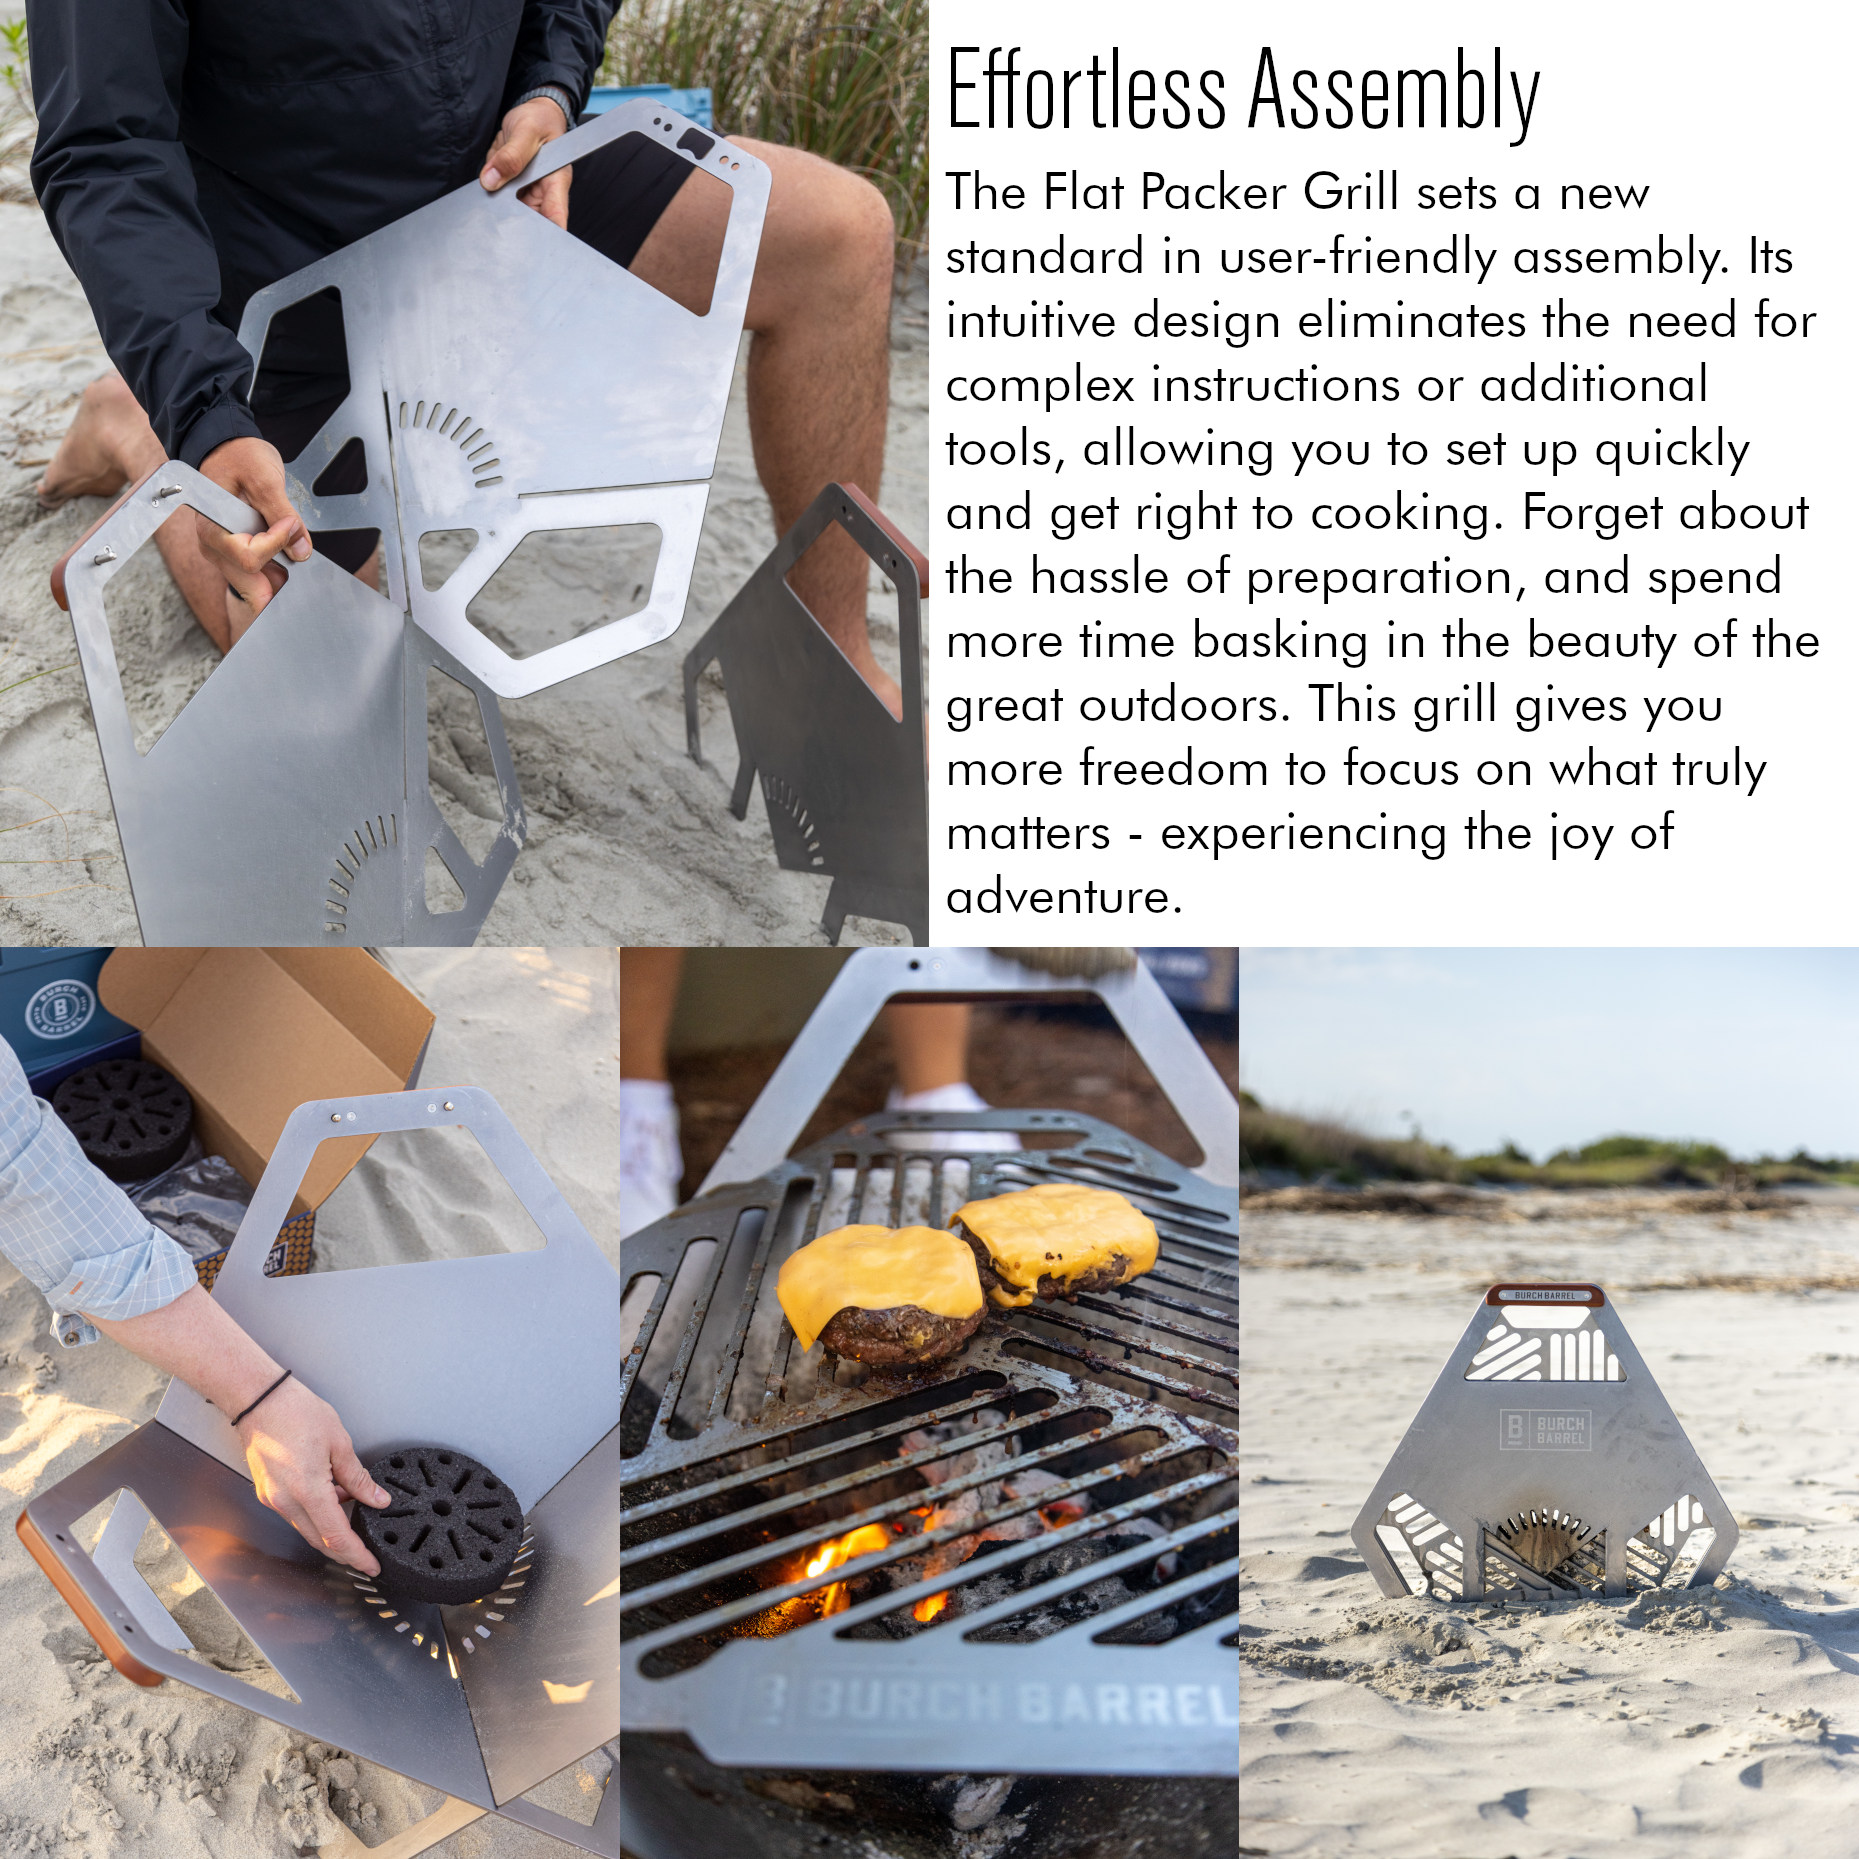 Effortless Assembly
The Flat Packer Grill sets a new
standard in user-friendly assembly. Its
intuitive design eliminates the need for
complex instructions or additional
tools, allowing you to set up quickly
and get right to cooking. Forget about
the hassle of preparation, and spend
more time basking in the beauty of the
great outdoors. This grill gives you
more freedom to focus on what truly
matters - experiencing the joy of
adventure.
BURCH
B
BARREL
CH
REL
B BURCH BARREL
BURCH BARREL
B BURCH
BARREL